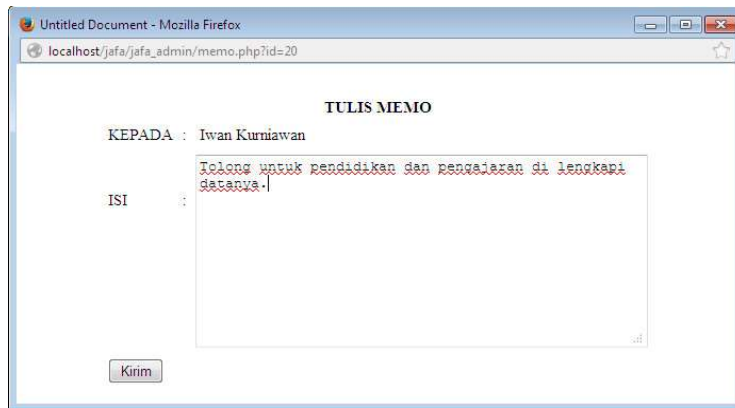 Untitled Document - Mozilla Firefox
localhost/jafa/jafa_admin/memo.php?id=20
TULIS MEMO
KEPADA : Iwan Kurniawan
Tolong untuk pendidikan dan pengajaran di lengkapi
datanya.
ISI :
Kirim